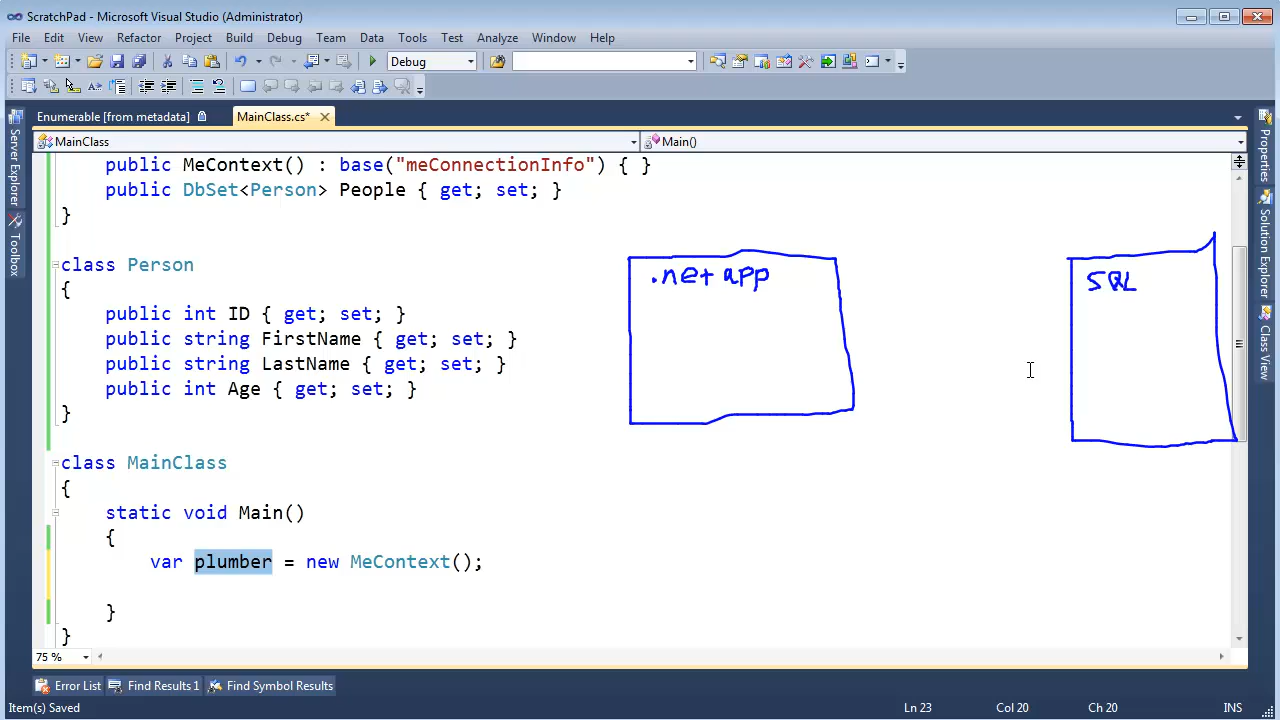 ScratchPad - Microsoft Visual Studio (Administrator)
File Edit View Refactor Project Build Debug Team Data Tools Test Analyze Window Help
Debug
Enumerable [from metadata] MainClass.cs*
MainClass Main()
Server Explorer
Toolbox
Properties
Solution Explorer
Class View
public MeContext() : base("meConnectionInfo") { }
public DbSet<Person> People { get; set; }
}
class Person
{
public int ID { get; set; }
public string FirstName { get; set; }
public string LastName { get; set; }
public int Age { get; set; }
}
.net app
SQL
class MainClass
{
static void Main()
{
var plumber = new MeContext();
}
}
75 %
Error List Find Results 1 Find Symbol Results
Item(s) Saved Ln 23 Col 20 Ch 20 INS